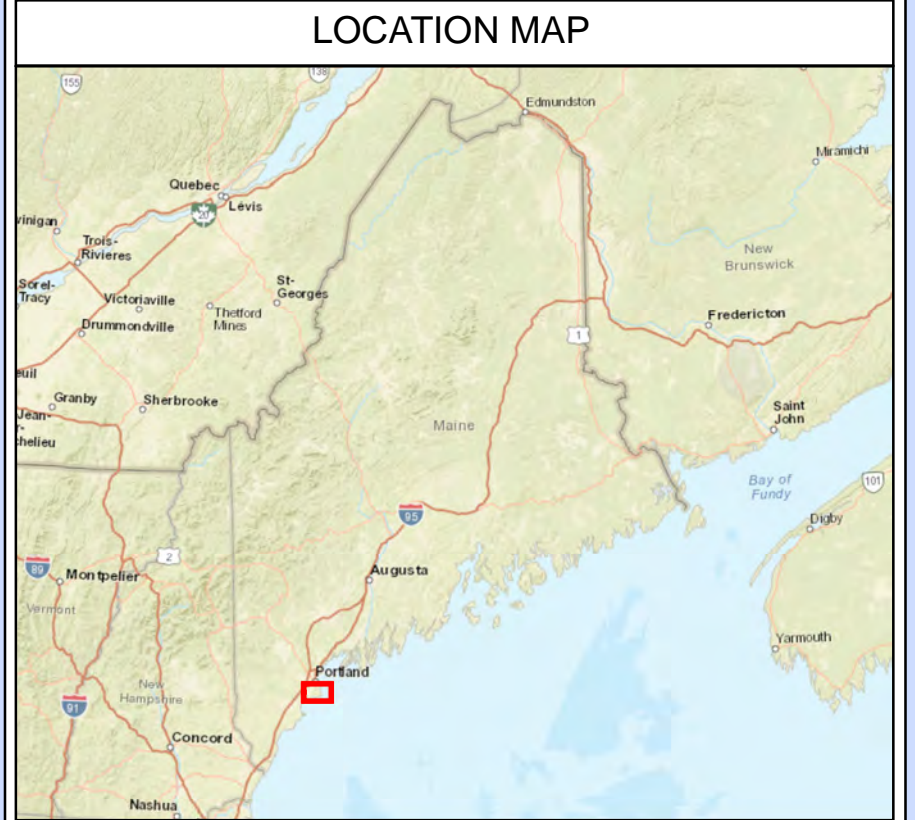 LOCATION MAP
155
138
Edmundston
Miramichi
Quebec
Lévis
20
vinigan
Trois-
Rivieres
New
Brunswick
Sorel-
Tracy
Victoriaville
St-
Georges
Thetford
Mines
Drummondville
Fredericton
1
euil
Granby
Sherbrooke
Jean-
r-
chelieu
Maine
Saint
John
Bay of
Fundy
101
95
Digby
2
89
Montpelier
Augusta
Vermont
Yarmouth
Portland
New
Hampshire
91
Concord
Nashua